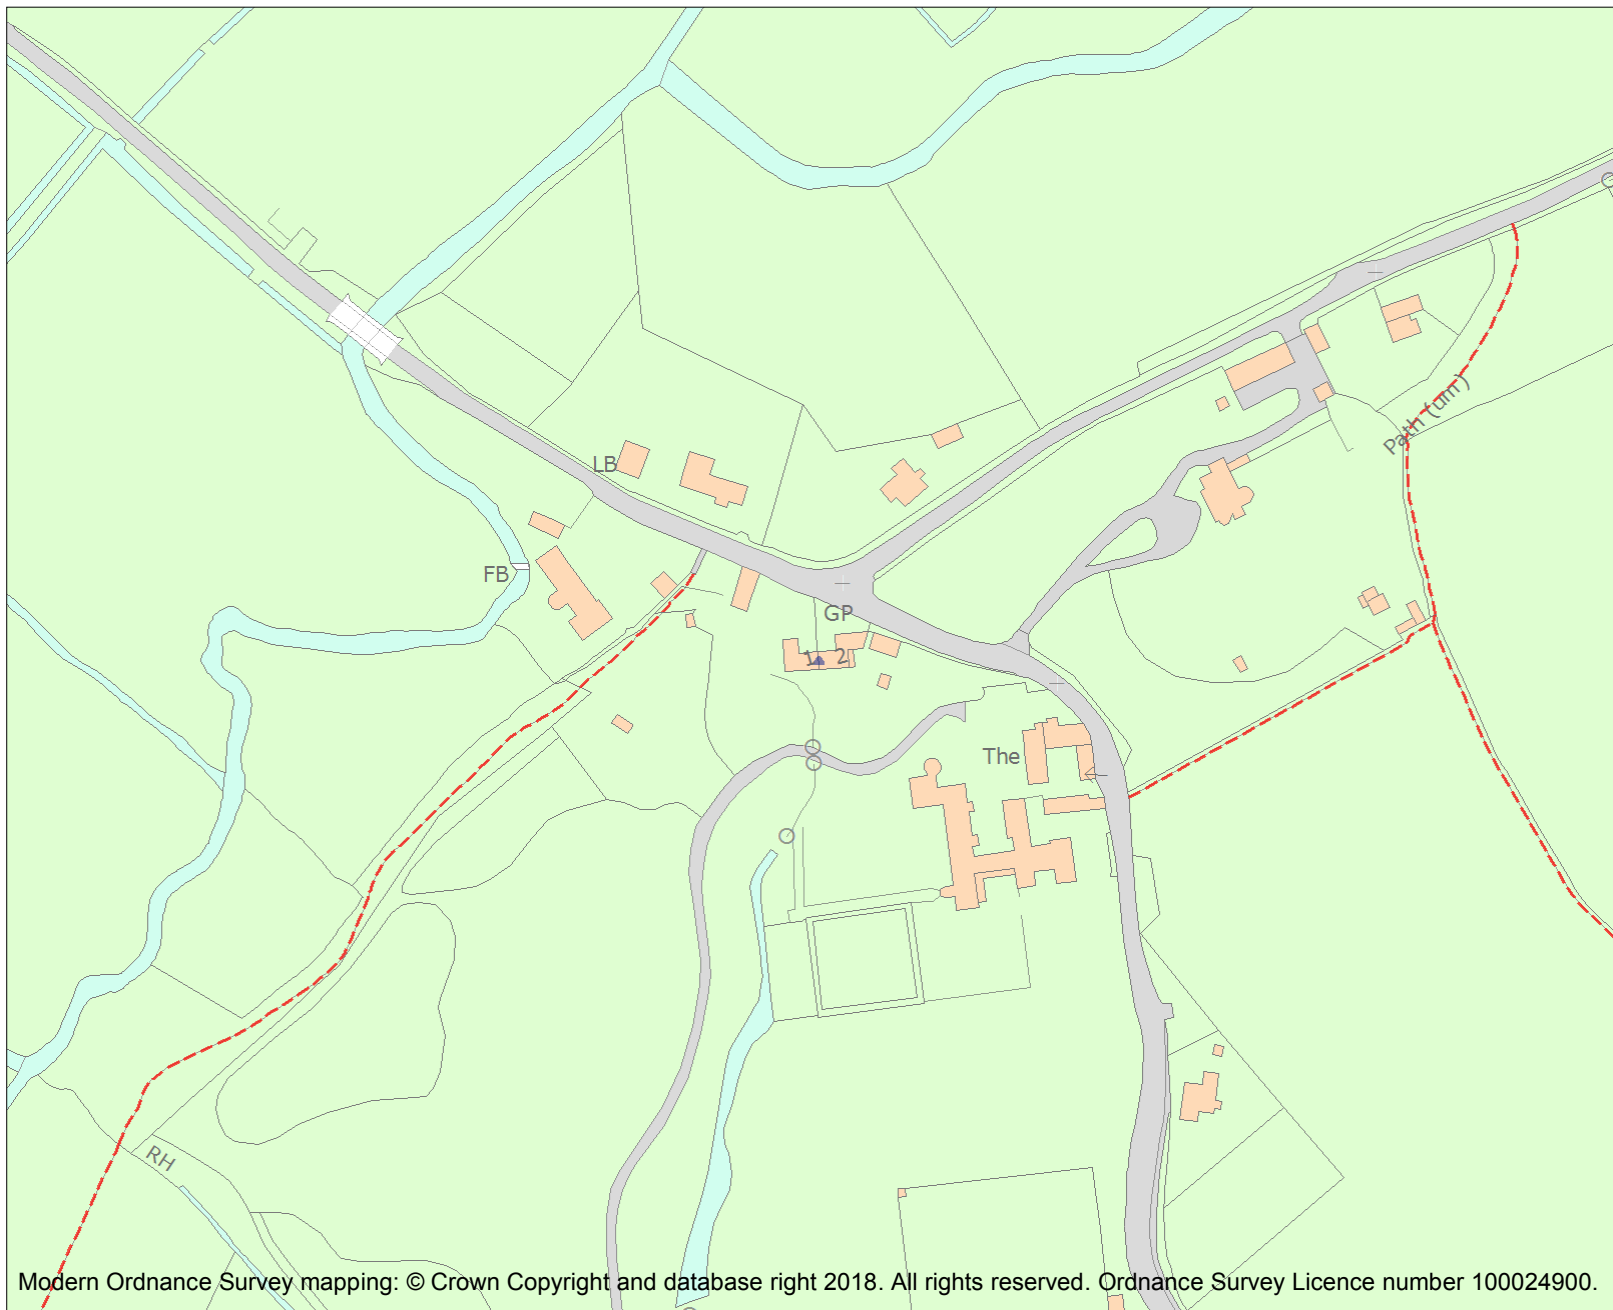 Path (um)
LB
FB
GP
1 2
The
RH
Modern Ordnance Survey mapping: © Crown Copyright and database right 2018. All rights reserved. Ordnance Survey Licence number 100024900.